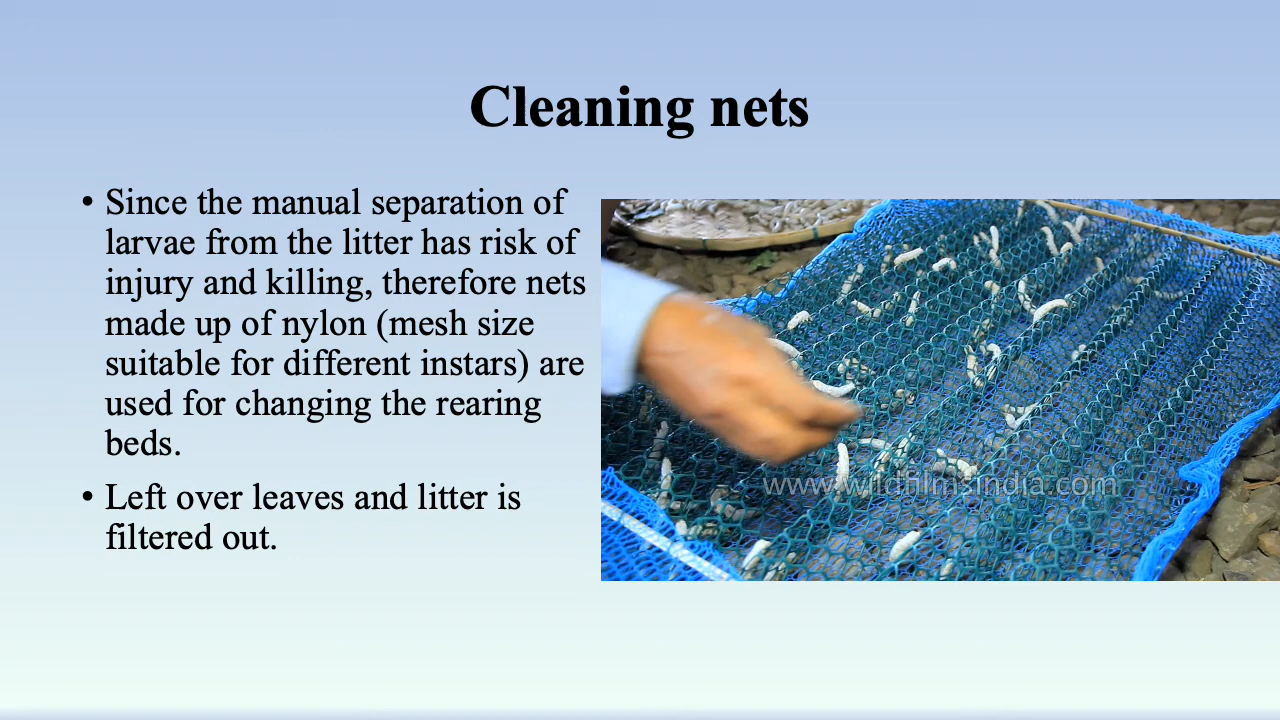 Cleaning nets
• Since the manual separation of
larvae from the litter has risk of
injury and killing, therefore nets
made up of nylon (mesh size
suitable for different instars) are
used for changing the rearing
beds.
• Left over leaves and litter is
filtered out.
www.wildfilmsindia.com